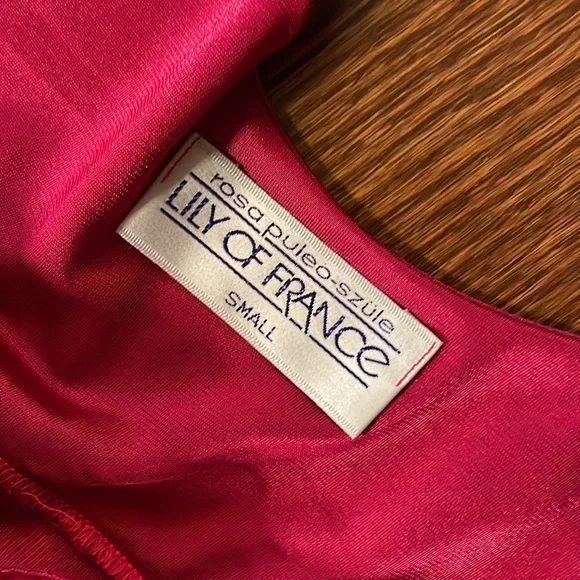 rosa puleo-szüle
LILY OF FRANCE
SMALL